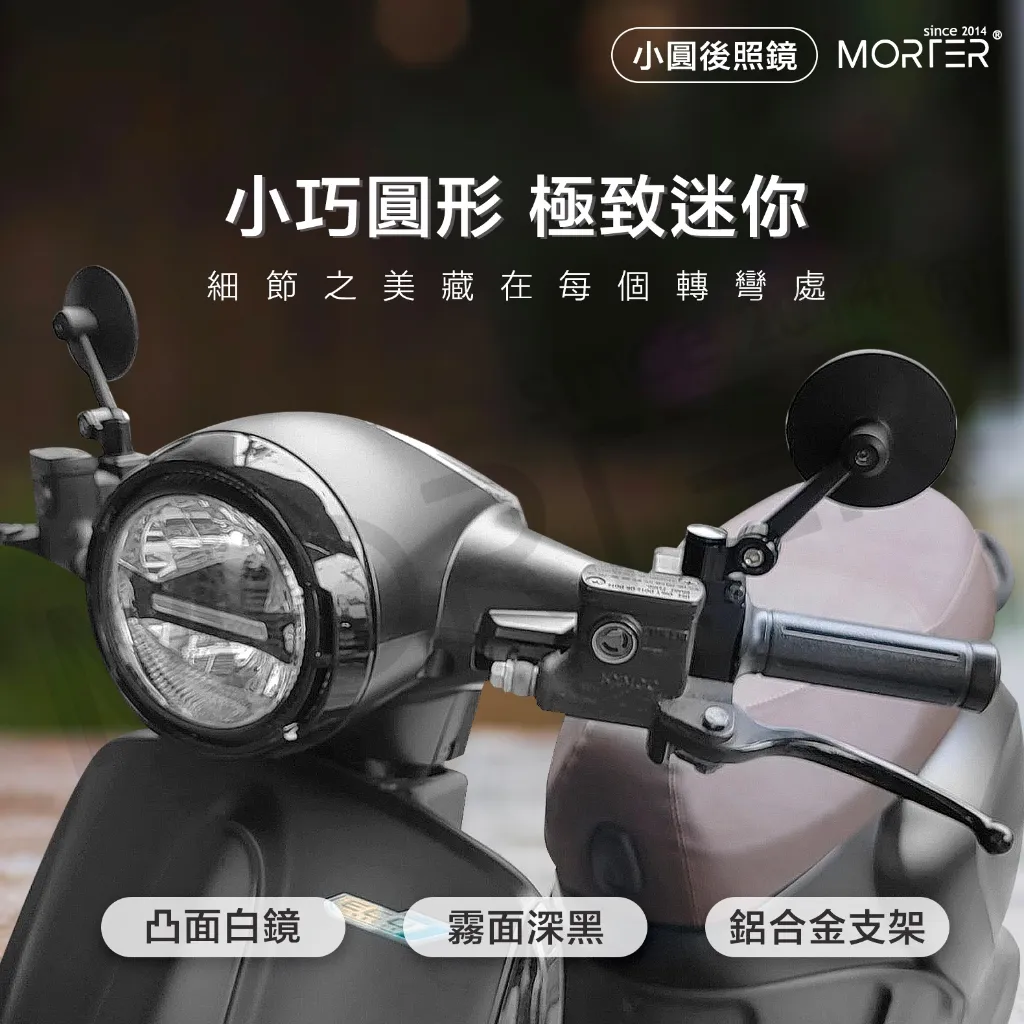 小圓後照鏡
since 2014
MORTER®
小巧圓形 極致迷你
細節之美藏在每個轉彎處
凸面白鏡
霧面深黑
鋁合金支架